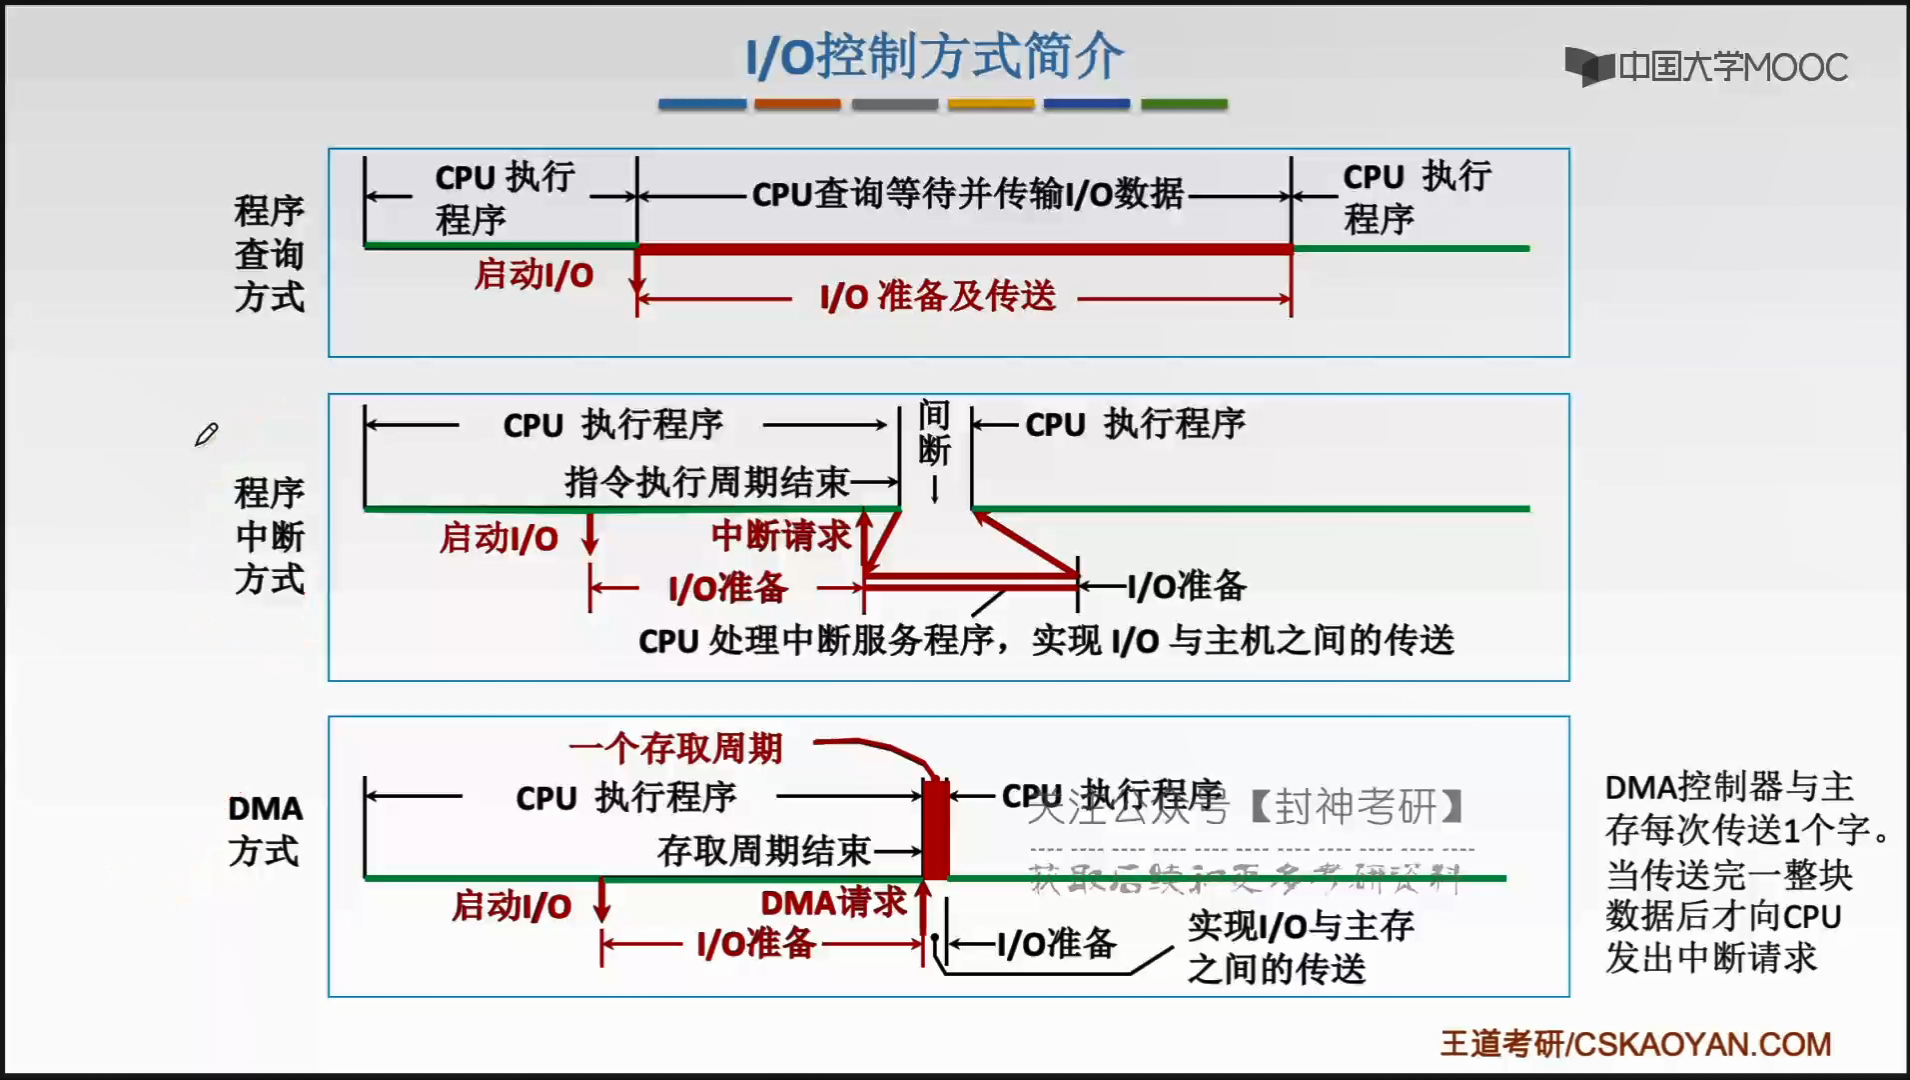 I/O控制方式简介
中国大学MOOC
程序
查询
方式
CPU 执行
程序
CPU查询等待并传输I/O数据
CPU 执行
程序
启动I/O
I/O 准备及传送
程序
中断
方式
CPU 执行程序
间
断
CPU 执行程序
指令执行周期结束
启动I/O
中断请求
I/O准备
I/O准备
CPU 处理中断服务程序，实现 I/O 与主机之间的传送
DMA
方式
一个存取周期
CPU 执行程序
CPU 执行程序
关注公众号【封神考研】
存取周期结束
获取后续和更多考研资料
启动I/O
DMA请求
I/O准备
I/O准备
实现I/O与主存
之间的传送
DMA控制器与主
存每次传送1个字。
当传送完一整块
数据后才向CPU
发出中断请求
王道考研/CSKAOYAN.COM